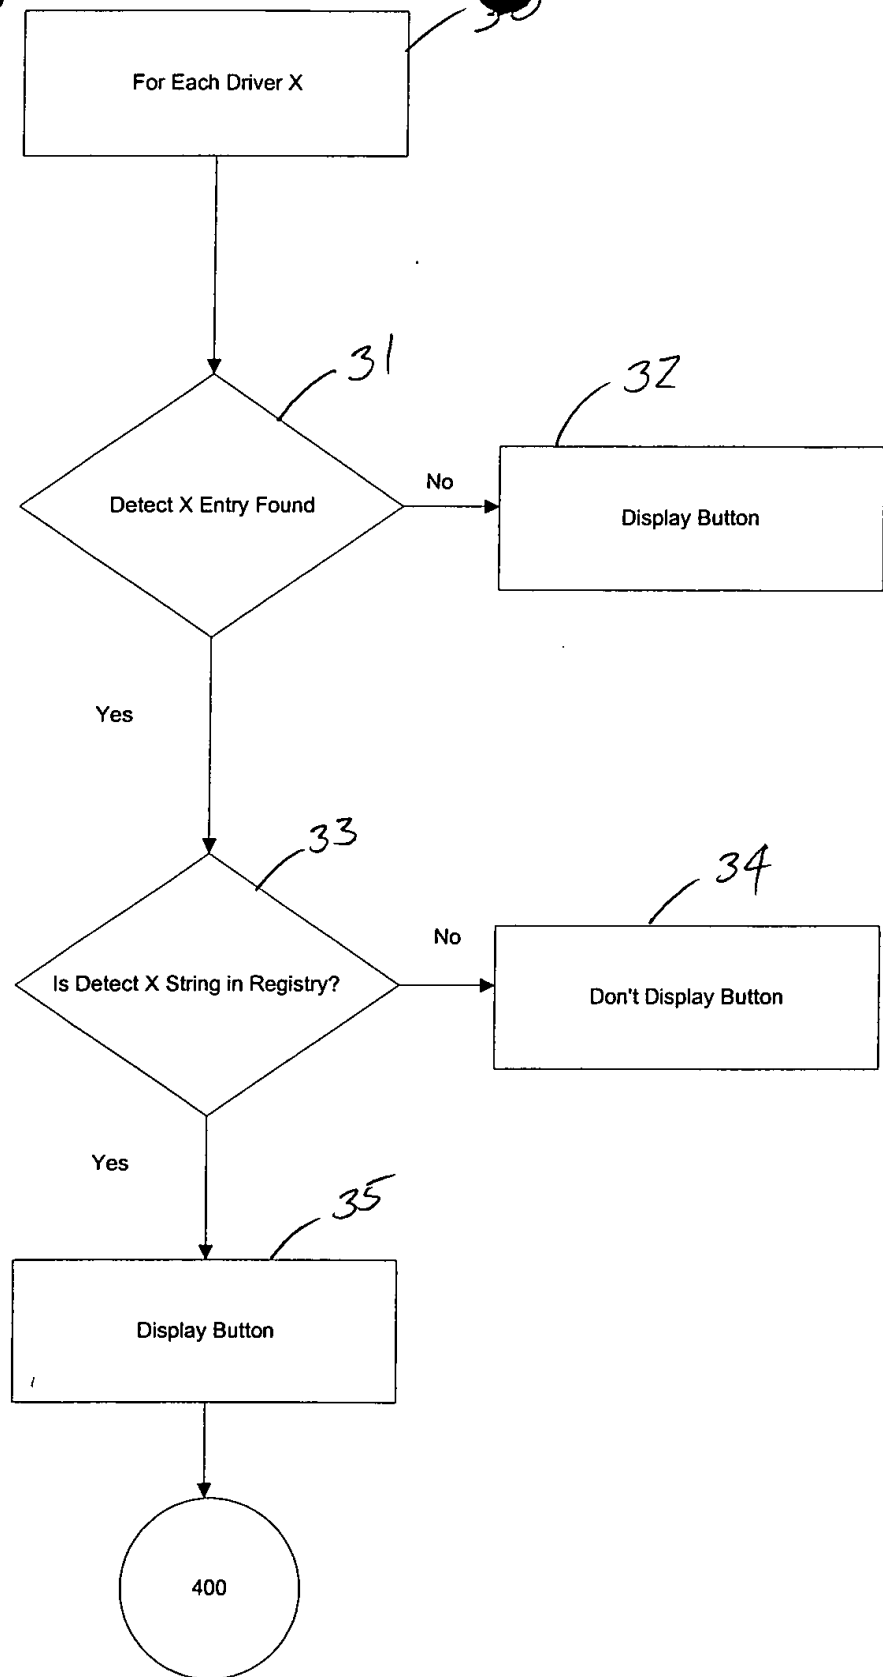 For Each Driver X
31
Detect X Entry Found
No
32
Display Button
Yes
33
Is Detect X String in Registry?
No
34
Don't Display Button
Yes
35
Display Button
400